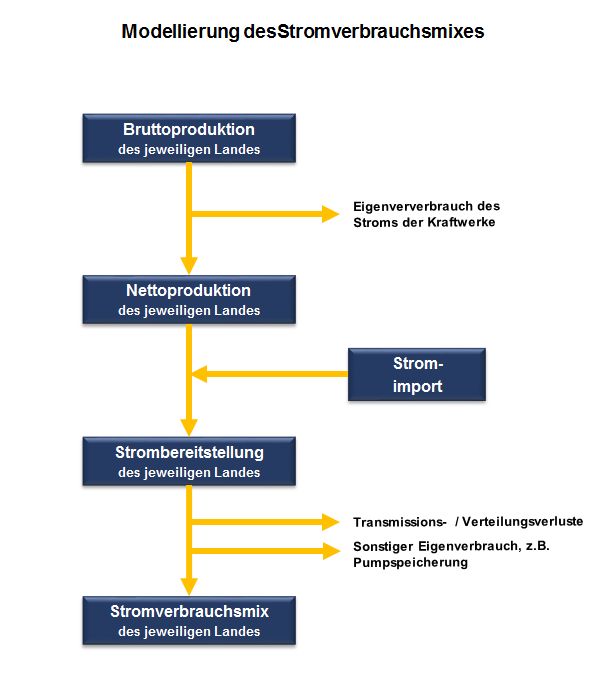 Modellierung desStromverbrauchsmixes
Bruttoproduktion
des jeweiligen Landes
Eigenververbrauch des
Stroms der Kraftwerke
Nettoproduktion
des jeweiligen Landes
Strom-
import
Strombereitstellung
des jeweiligen Landes
Transmissions- / Verteilungsverluste
Sonstiger Eigenverbrauch, z.B.
Pumpspeicherung
Stromverbrauchsmix
des jeweiligen Landes